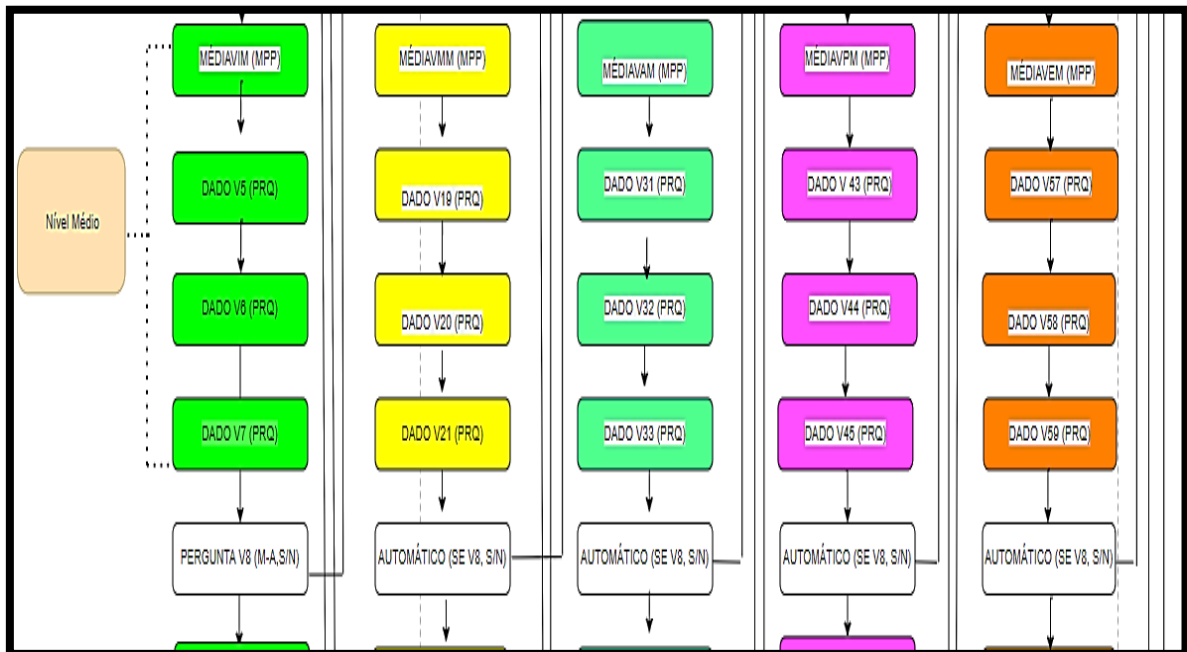 MÉDIAVIM (MPP)
MÉDIAVMM (MPP)
MÉDIAVAM (MPP)
MÉDIAVPM (MPP)
MÉDIAVEM (MPP)
Nível Médio
DADO V5 (PRQ)
DADO V19 (PRQ)
DADO V31 (PRQ)
DADO V 43 (PRQ)
DADO V57 (PRQ)
DADO V6 (PRQ)
DADO V20 (PRQ)
DADO V32 (PRQ)
DADO V44 (PRQ)
DADO V58 (PRQ)
DADO V7 (PRQ)
DADO V21 (PRQ)
DADO V33 (PRQ)
DADO V45 (PRQ)
DADO V59 (PRQ)
PERGUNTA V8 (M-A,S/N)
AUTOMÁTICO (SE V8, S/N)
AUTOMÁTICO (SE V8, S/N)
AUTOMÁTICO (SE V8, S/N)
AUTOMÁTICO (SE V8, S/N)